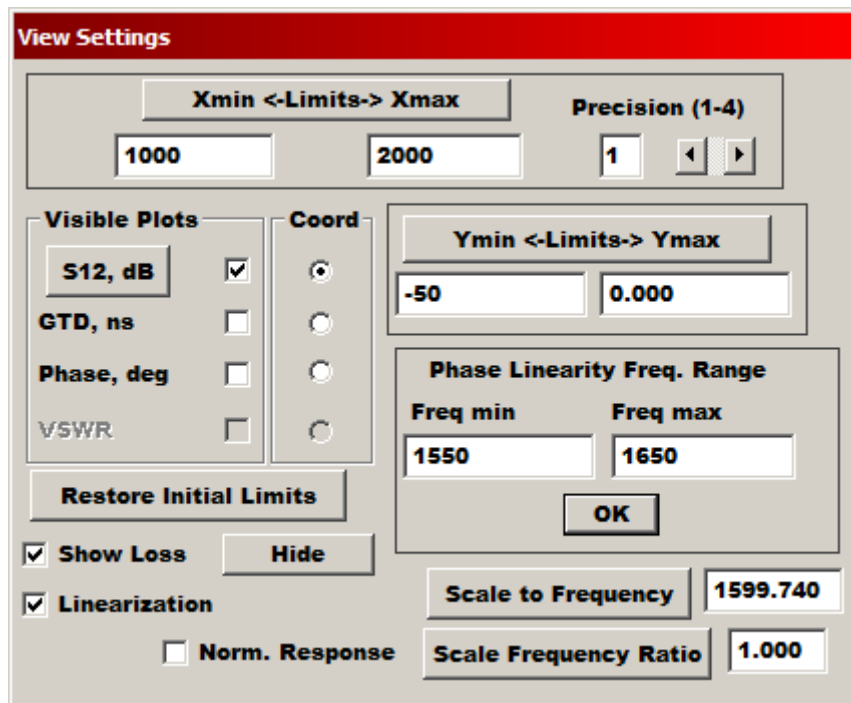 View Settings
Xmin <-Limits-> Xmax
Precision (1-4)
1000
2000
1
Visible Plots
Coord
S12, dB
GTD, ns
Phase, deg
VSWR
Ymin <-Limits-> Ymax
-50
0.000
Phase Linearity Freq. Range
Freq min
Freq max
1550
1650
OK
Restore Initial Limits
Show Loss
Hide
Linearization
Norm. Response
Scale to Frequency
1599.740
Scale Frequency Ratio
1.000